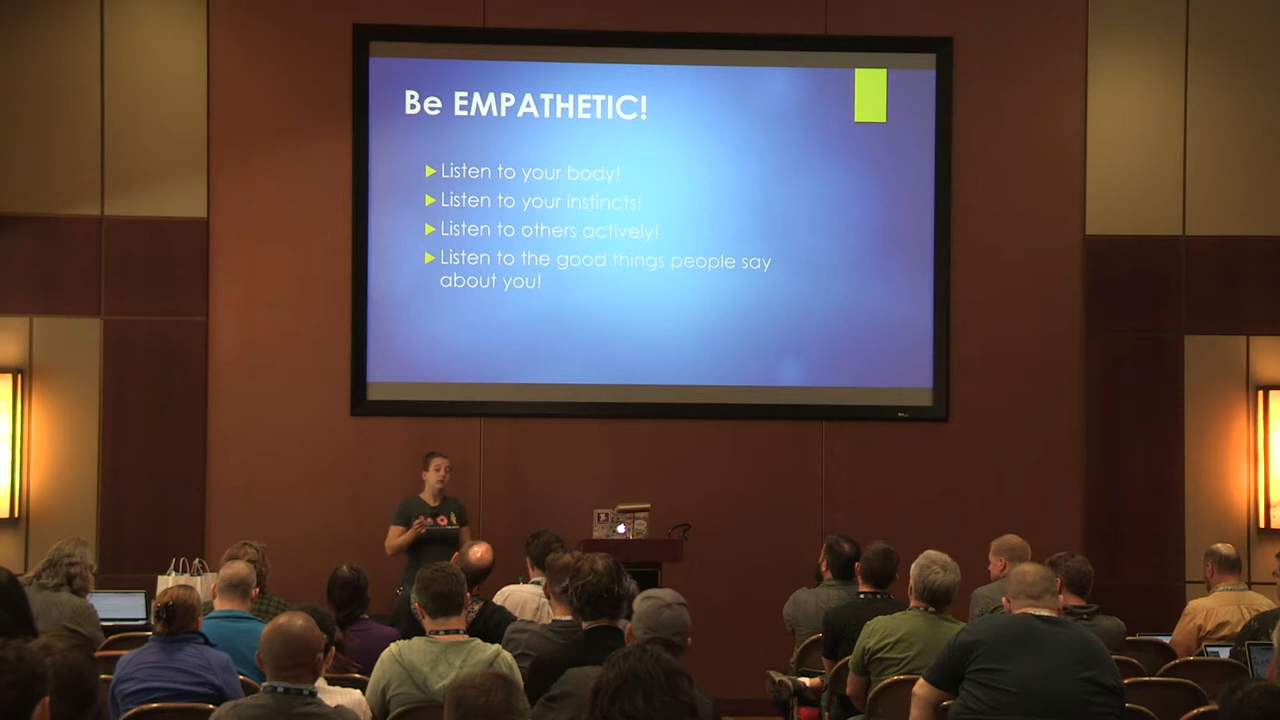 Be EMPATHETIC!
Listen to your body!
Listen to your instincts!
Listen to others actively!
Listen to the good things people say
about you!